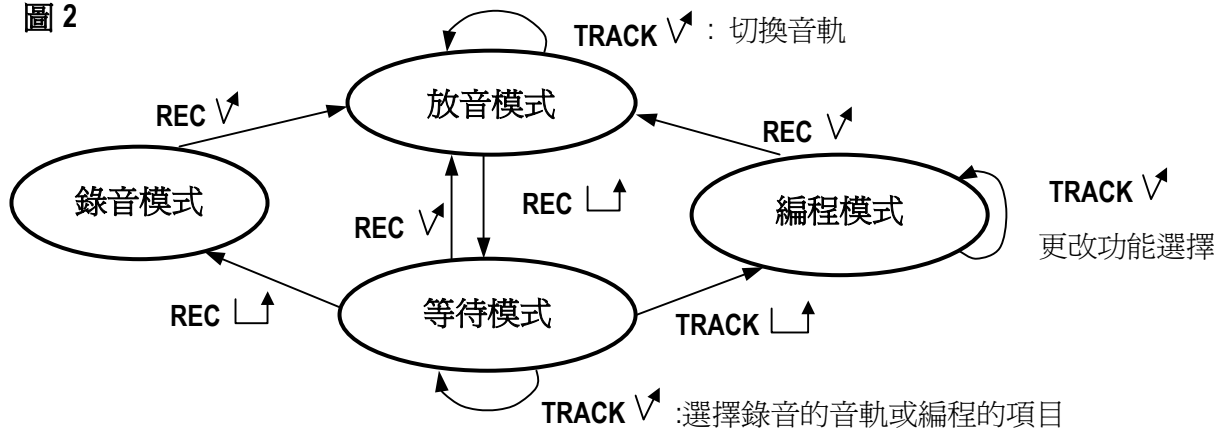 圖 2
TRACK : 切換音軌
放音模式
REC
REC
錄音模式
REC
REC
編程模式
TRACK
更改功能選擇
REC
等待模式
TRACK
TRACK :選擇錄音的音軌或編程的項目